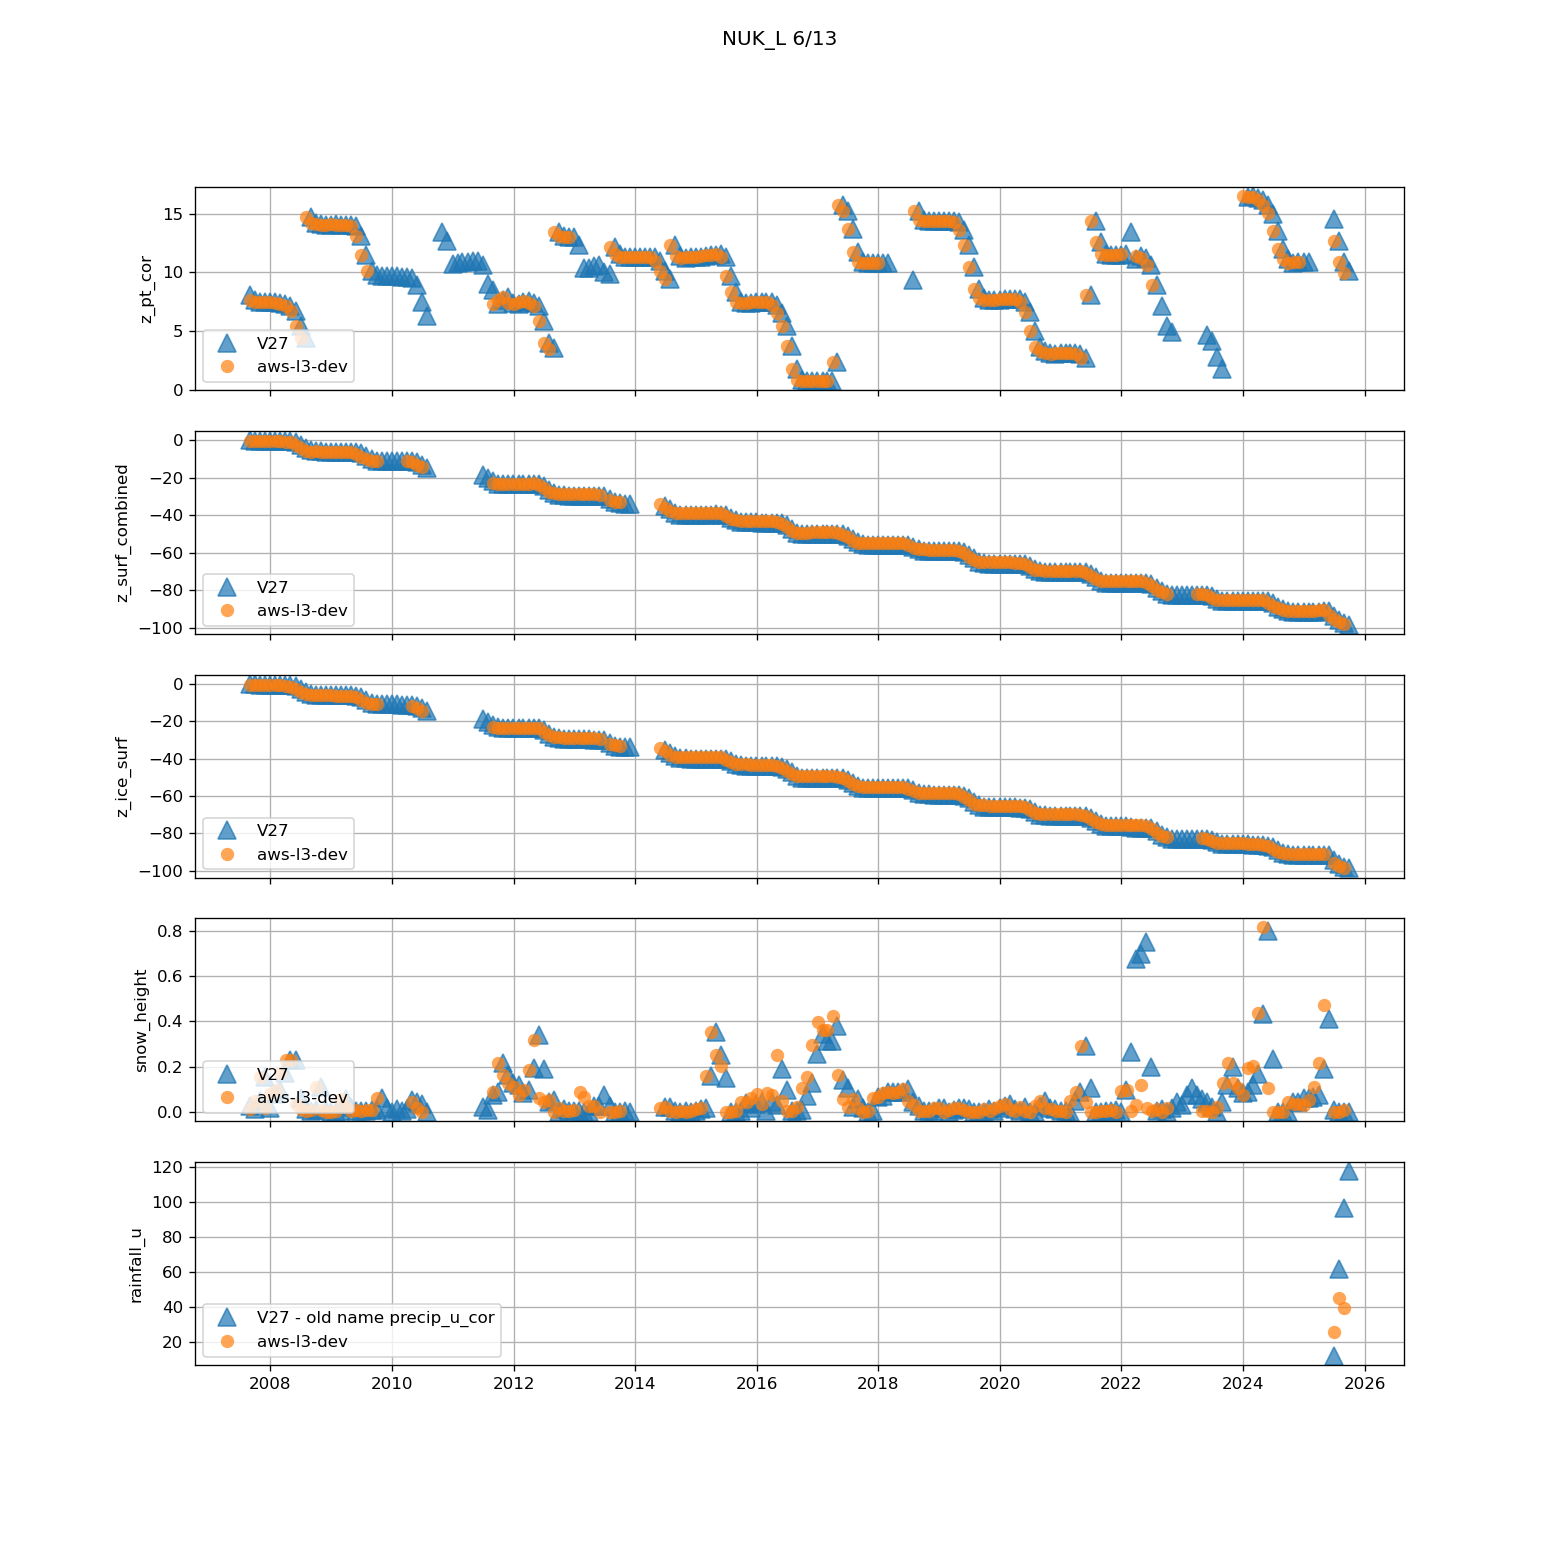 NUK_L 6/13
z_pt_cor
15
10
5
0
V27
aws-l3-dev
z_surf_combined
0
−20
−40
−60
−80
−100
V27
aws-l3-dev
z_ice_surf
0
−20
−40
−60
−80
−100
V27
aws-l3-dev
snow_height
0.8
0.6
0.4
0.2
0.0
V27
aws-l3-dev
rainfall_u
120
100
80
60
40
20
V27 - old name precip_u_cor
aws-l3-dev
2008 2010 2012 2014 2016 2018 2020 2022 2024 2026